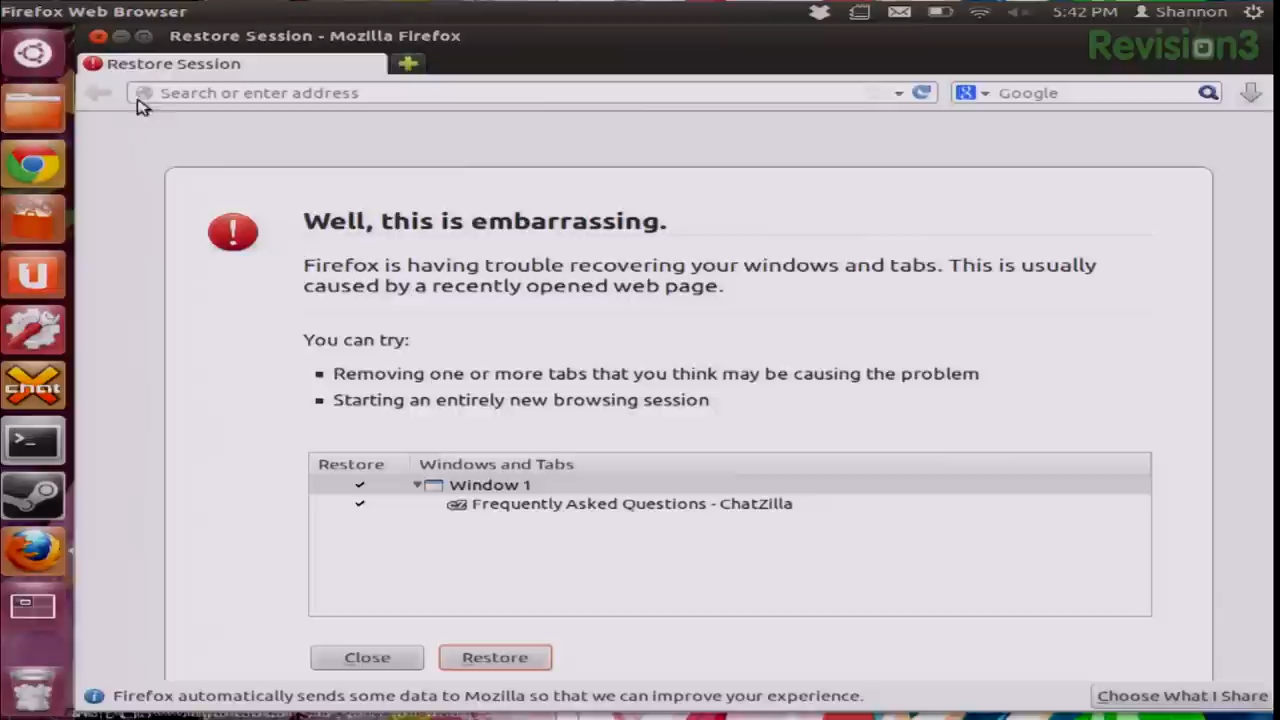 Firefox Web Browser
5:42 PM Shannon
Restore Session - Mozilla Firefox
Revision3
Restore Session
Search or enter address
8 Google
Well, this is embarrassing.
Firefox is having trouble recovering your windows and tabs. This is usually
caused by a recently opened web page.
You can try:
Removing one or more tabs that you think may be causing the problem
Starting an entirely new browsing session
Restore Windows and Tabs
Window 1
Frequently Asked Questions - ChatZilla
U
chat
>_
Close Restore
Firefox automatically sends some data to Mozilla so that we can improve your experience.
Choose What I Share